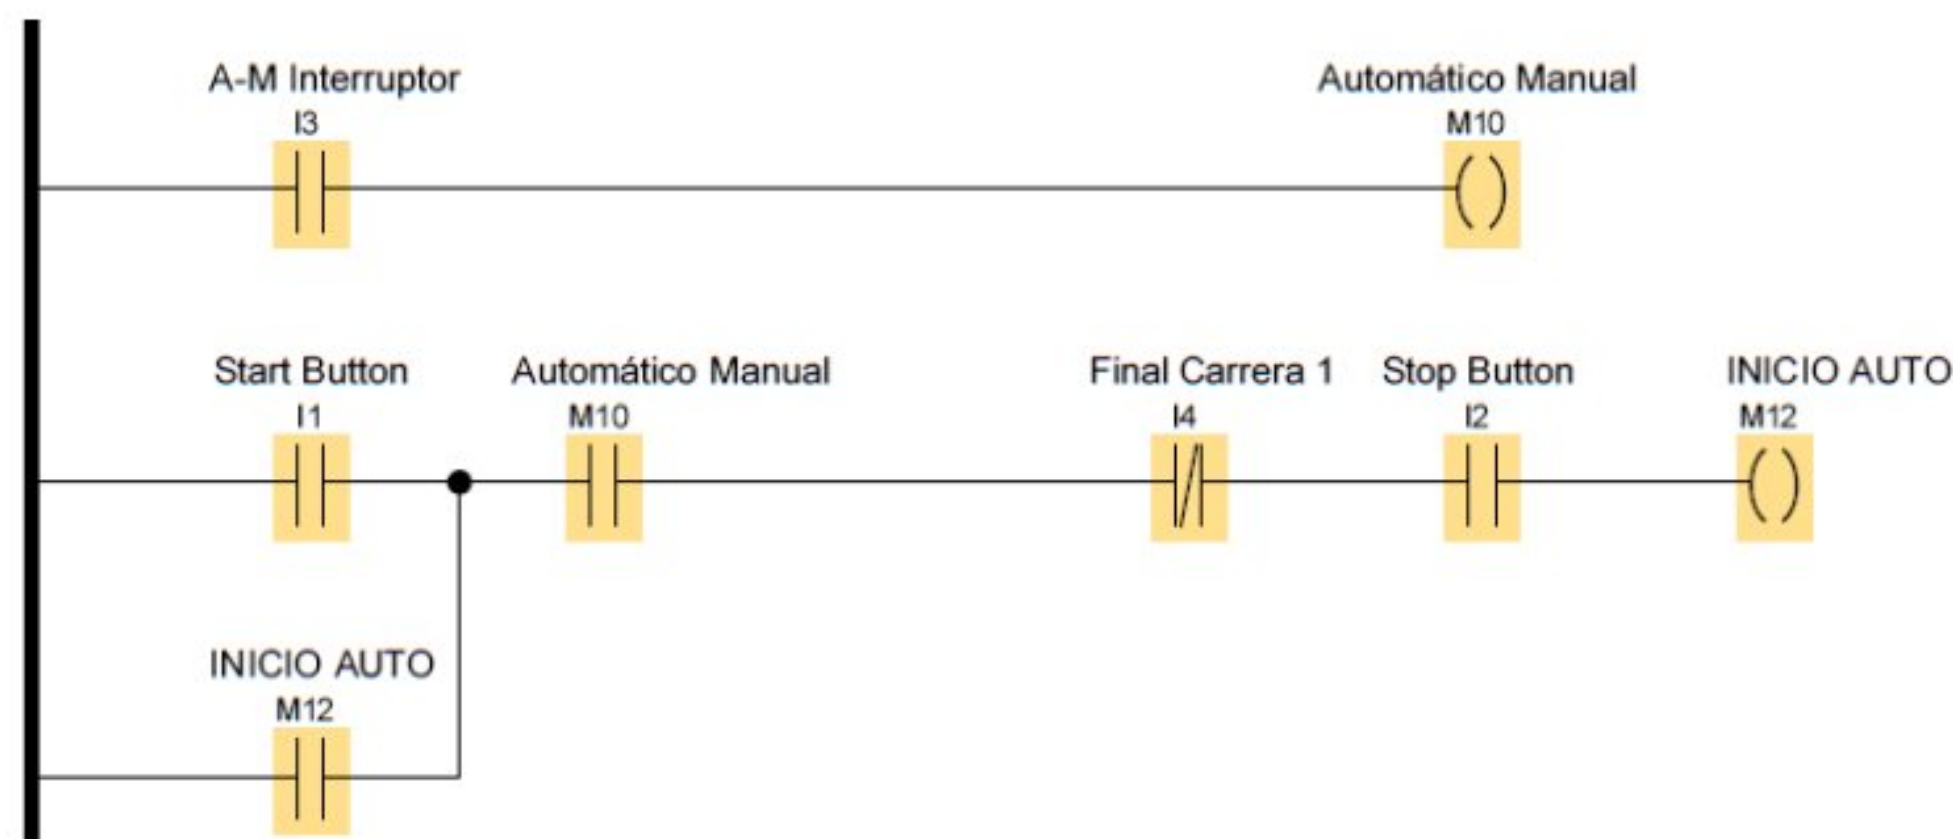 A-M Interruptor
I3
Automático Manual
M10
Start Button
I1
Automático Manual
M10
Final Carrera 1
I4
Stop Button
I2
INICIO AUTO
M12
INICIO AUTO
M12